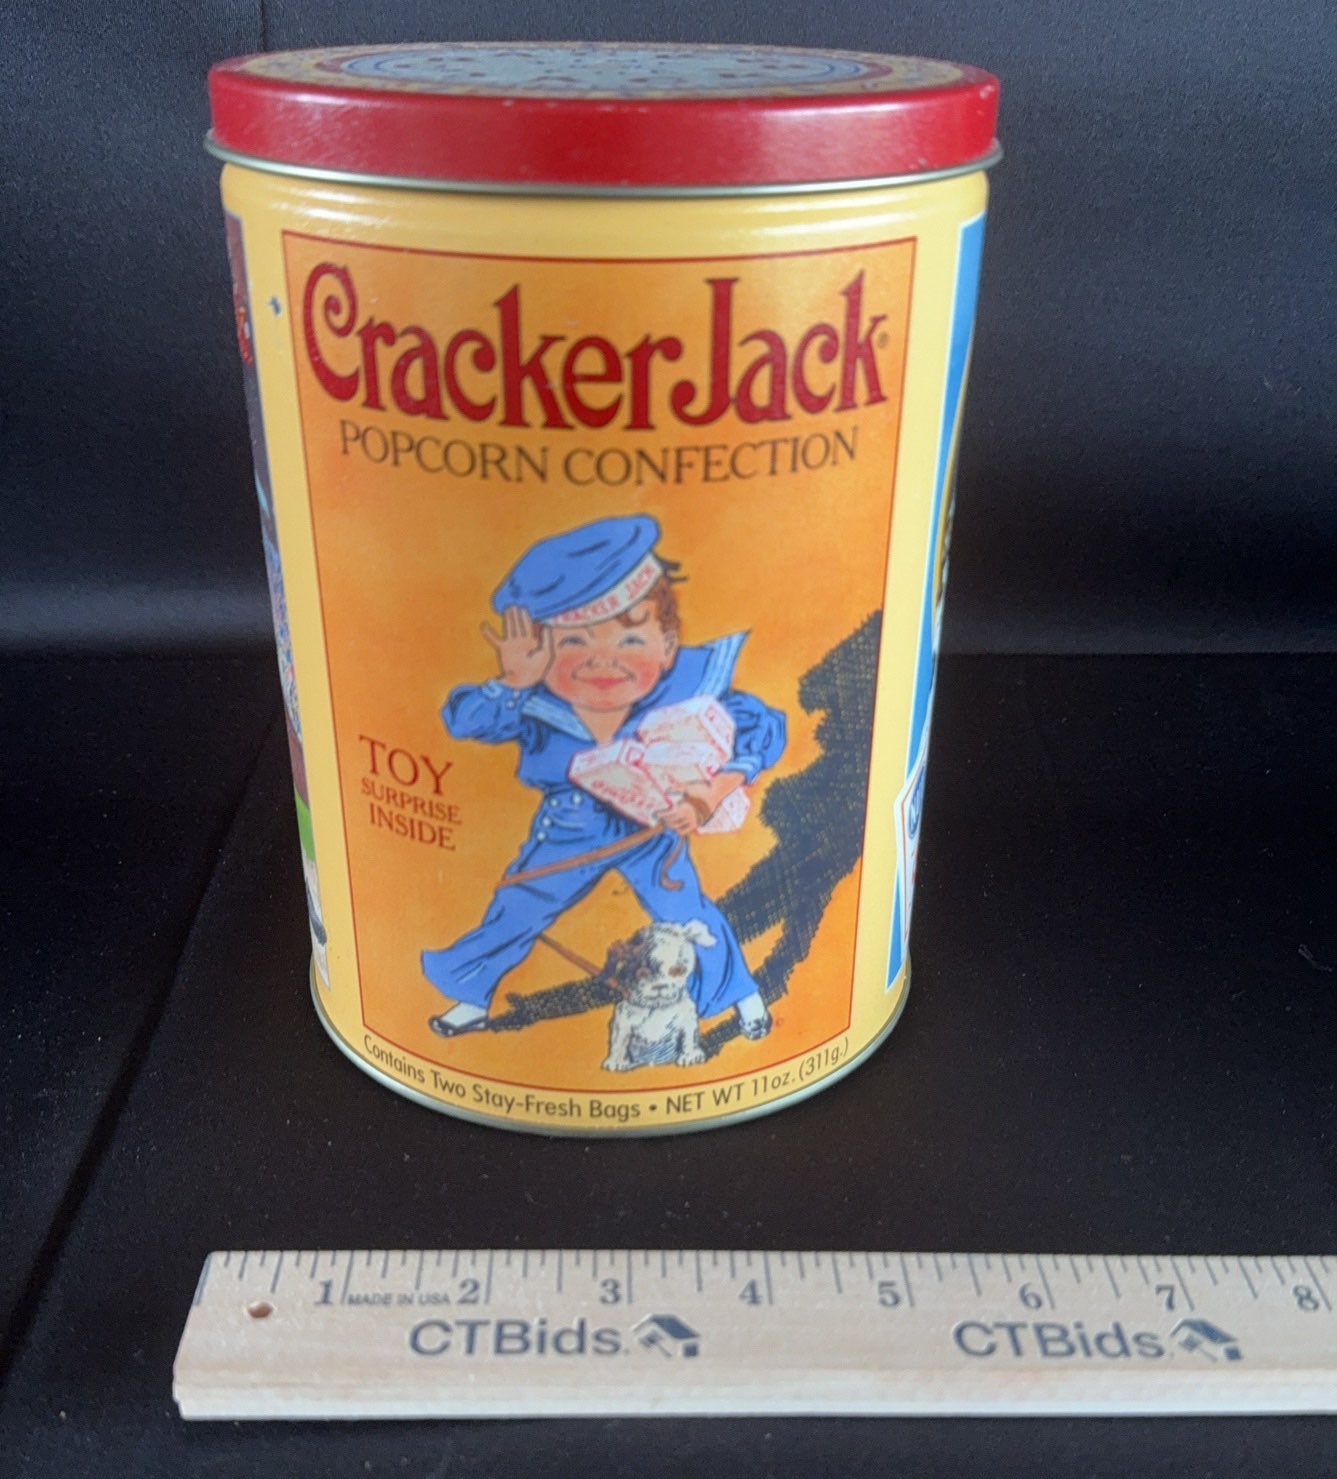 CrackerJack
POPCORN CONFECTION
CRACKER JACK
TOY
SURPRISE
INSIDE
Contains Two Stay-Fresh Bags • NET WT 11oz. (311g.)
1 MADE IN USA 2 3 4 5 6 7 8
CTBids. CTBids.